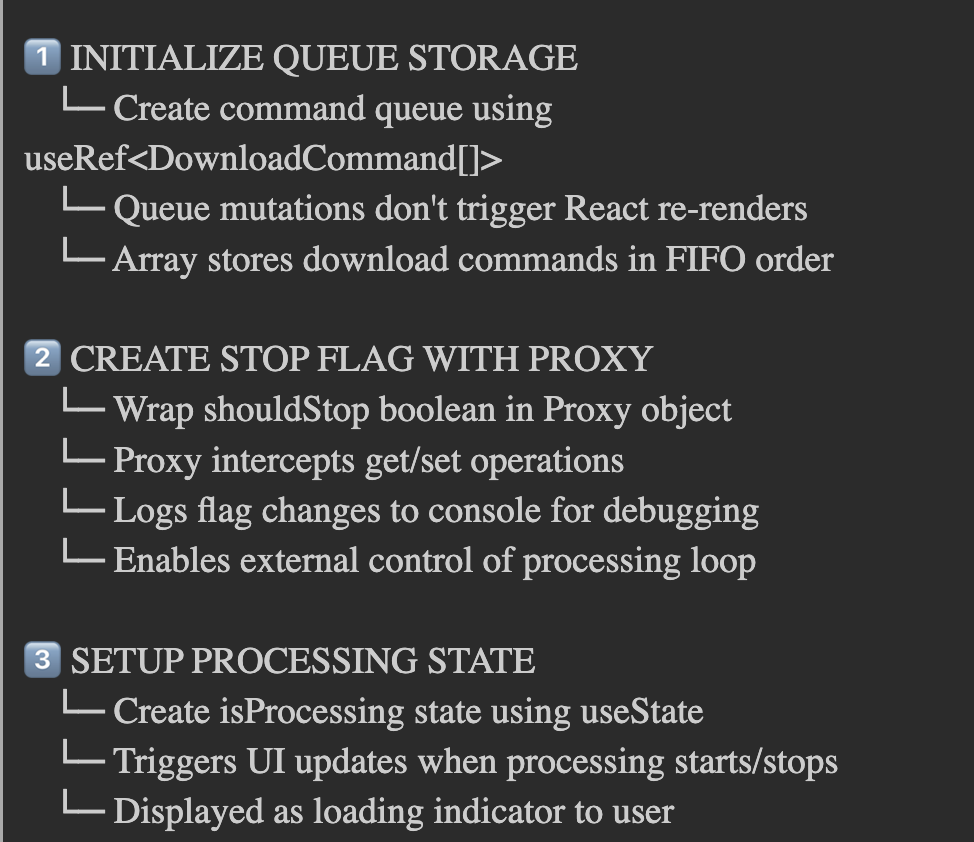 1️⃣ INITIALIZE QUEUE STORAGE
└─ Create command queue using
useRef<DownloadCommand[]>
└─ Queue mutations don't trigger React re-renders
└─ Array stores download commands in FIFO order
2️⃣ CREATE STOP FLAG WITH PROXY
└─ Wrap shouldStop boolean in Proxy object
└─ Proxy intercepts get/set operations
└─ Logs flag changes to console for debugging
└─ Enables external control of processing loop
3️⃣ SETUP PROCESSING STATE
└─ Create isProcessing state using useState
└─ Triggers UI updates when processing starts/stops
└─ Displayed as loading indicator to user